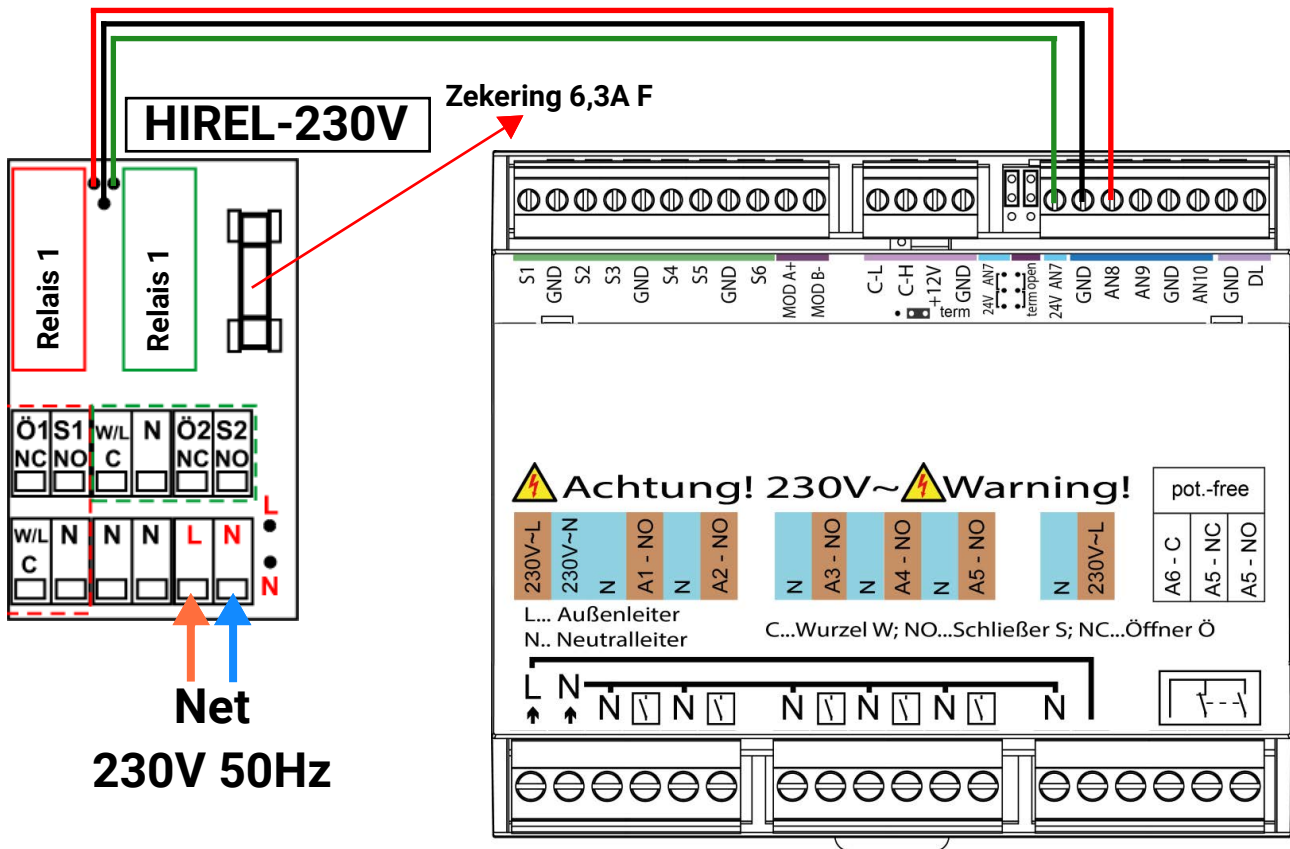 Zekering 6,3A F
HIREL-230V
Relais 1
Relais 1
Ö1 S1 W/L N Ö2 S2
NC NO C NC NO
L
W/L N N N L N
C
N
Net
230V 50Hz
S1 GND S2 S3 GND S4 S5 GND S6 MOD A+ MOD B- C-L C-H +12V GND 24V AN7 term open 24V AN7 GND AN8 AN9 GND AN10 GND DL
term
Achtung! 230V~ Warning!
pot.-free
230V~L 230V~N N A1 - NO N A2 - NO N A3 - NO N A4 - NO N A5 - NO N 230V~L A6 - C A5 - NC A5 - NO
L... Außenleiter
N.. Neutralleiter
C...Wurzel W; NO...Schließer S; NC...Öffner Ö
L N N N N N N N